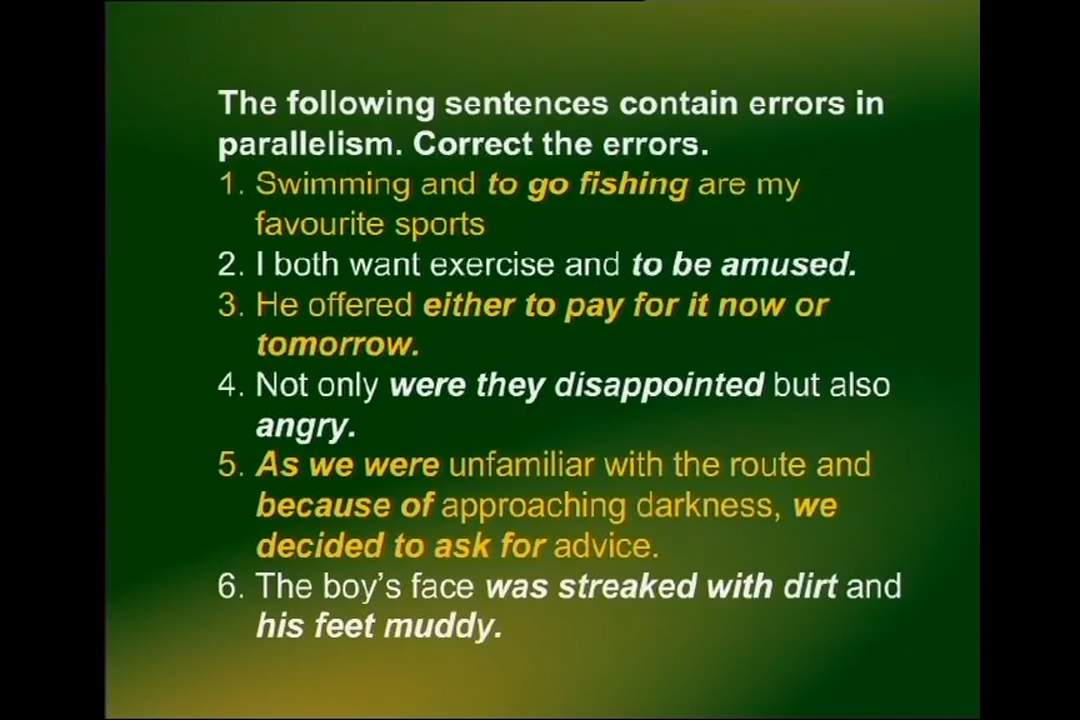 The following sentences contain errors in
parallelism. Correct the errors.
1. Swimming and to go fishing are my
favourite sports
2. I both want exercise and to be amused.
3. He offered either to pay for it now or
tomorrow.
4. Not only were they disappointed but also
angry.
5. As we were unfamiliar with the route and
because of approaching darkness, we
decided to ask for advice.
6. The boy’s face was streaked with dirt and
his feet muddy.